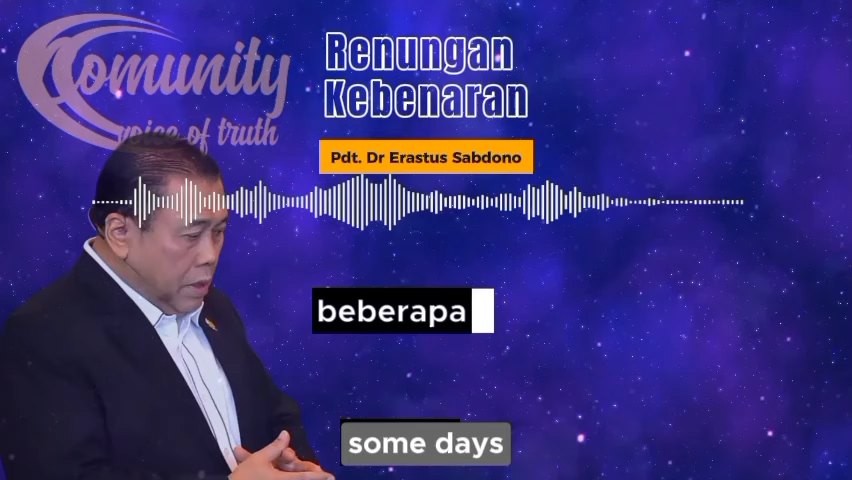 Comunity
voice of truth
Renungan
Kebenaran
Pdt. Dr Erastus Sabdono
beberapa
some days